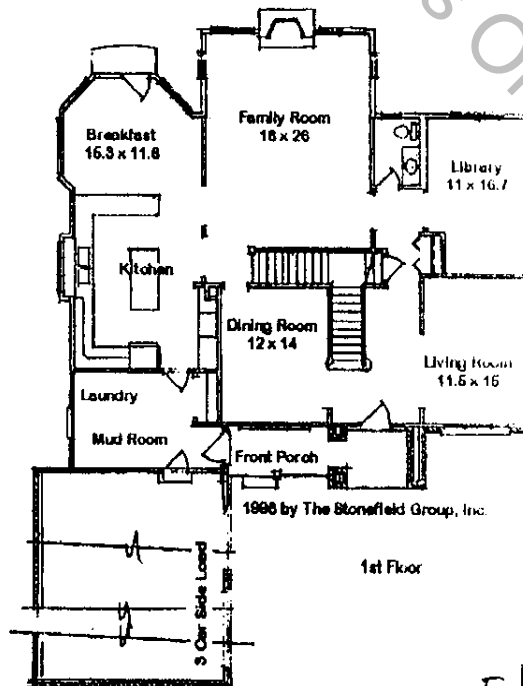 s O
Family Room
16 x 26
Breakfast
15.3 x 11.6
Library
11 x 16.7
Kitchen
Dining Room
12 x 14
Living Room
11.5 x 16
Laundry
Mud Room
Front Porch
1996 by The Stonefield Group, Inc.
1st Floor
3 Car Side Load